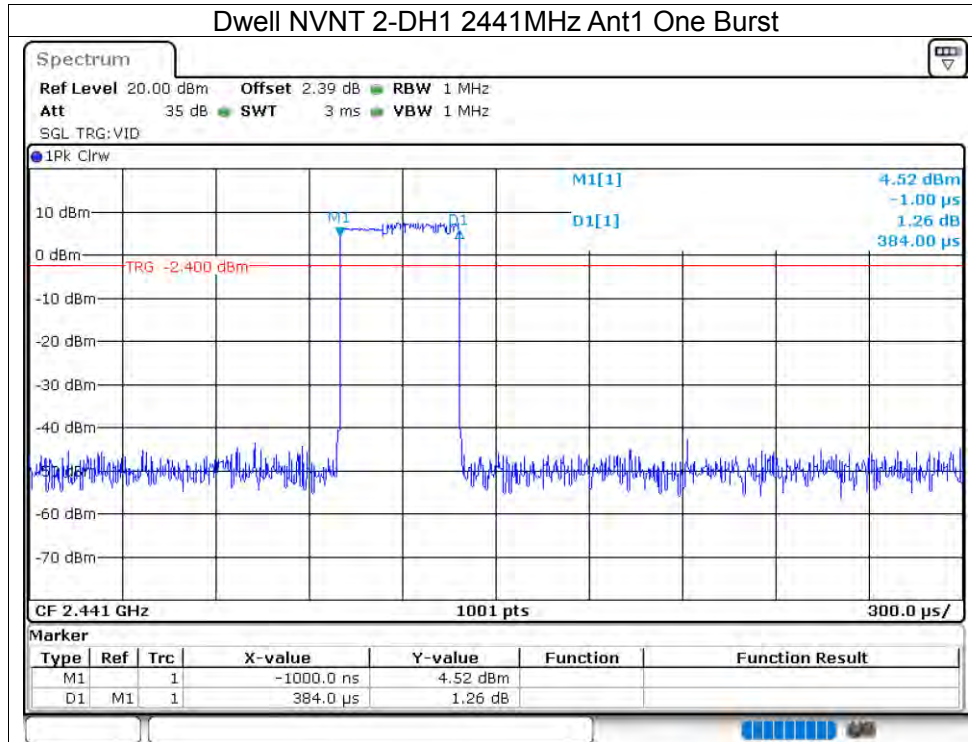 Dwell NVNT 2-DH1 2441MHz Ant1 One Burst
Spectrum
Ref Level 20.00 dBm Offset 2.39 dB RBW 1 MHz
Att 35 dB SWT 3 ms VBW 1 MHz
SGL TRG:VID
1Pk Clrw
M1[1] 4.52 dBm
-1.00 µs
10 dBm
M1 D1
D1[1] 1.26 dB
384.00 µs
0 dBm
TRG -2.400 dBm
-10 dBm
-20 dBm
-30 dBm
-40 dBm
-50 dBm
-60 dBm
-70 dBm
CF 2.441 GHz 1001 pts 300.0 µs/
Marker
Type Ref Trc X-value Y-value Function Function Result
M1 1 -1000.0 ns 4.52 dBm
D1 M1 1 384.0 µs 1.26 dB